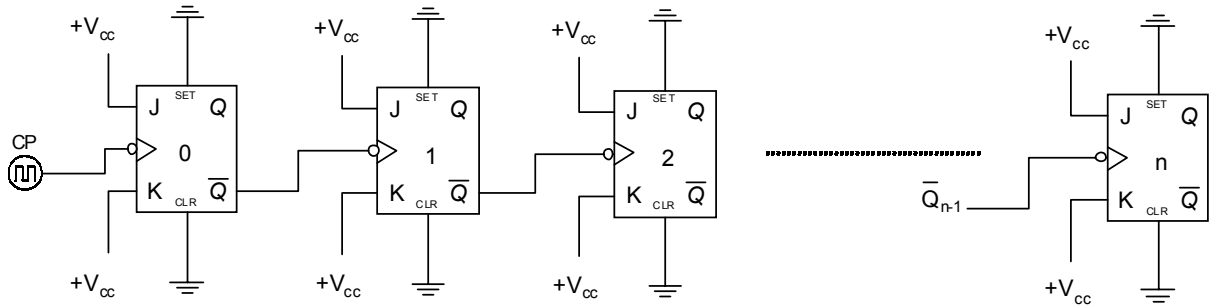 +Vcc +Vcc +Vcc +Vcc
J SET Q J SET Q J SET Q J SET Q
CP 0 1 2 n
K CLR Q̅ K CLR Q̅ K CLR Q̅ Q̅n-1 K CLR Q̅
+Vcc +Vcc +Vcc +Vcc